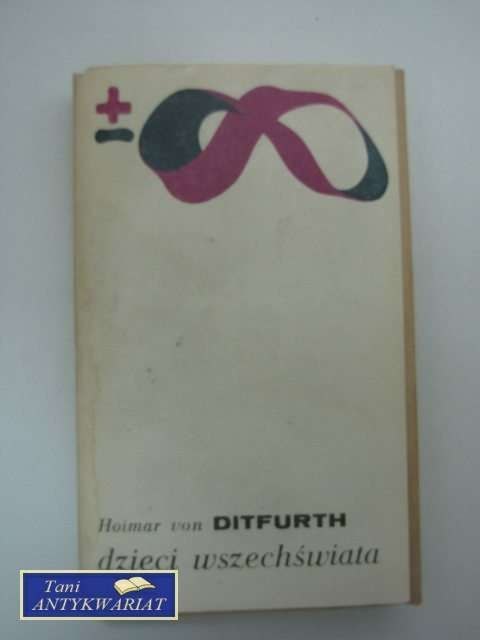 ±∞
Hoimar von DITFURTH
dzieci wszechświata
Tani
ANTYKWARIAT